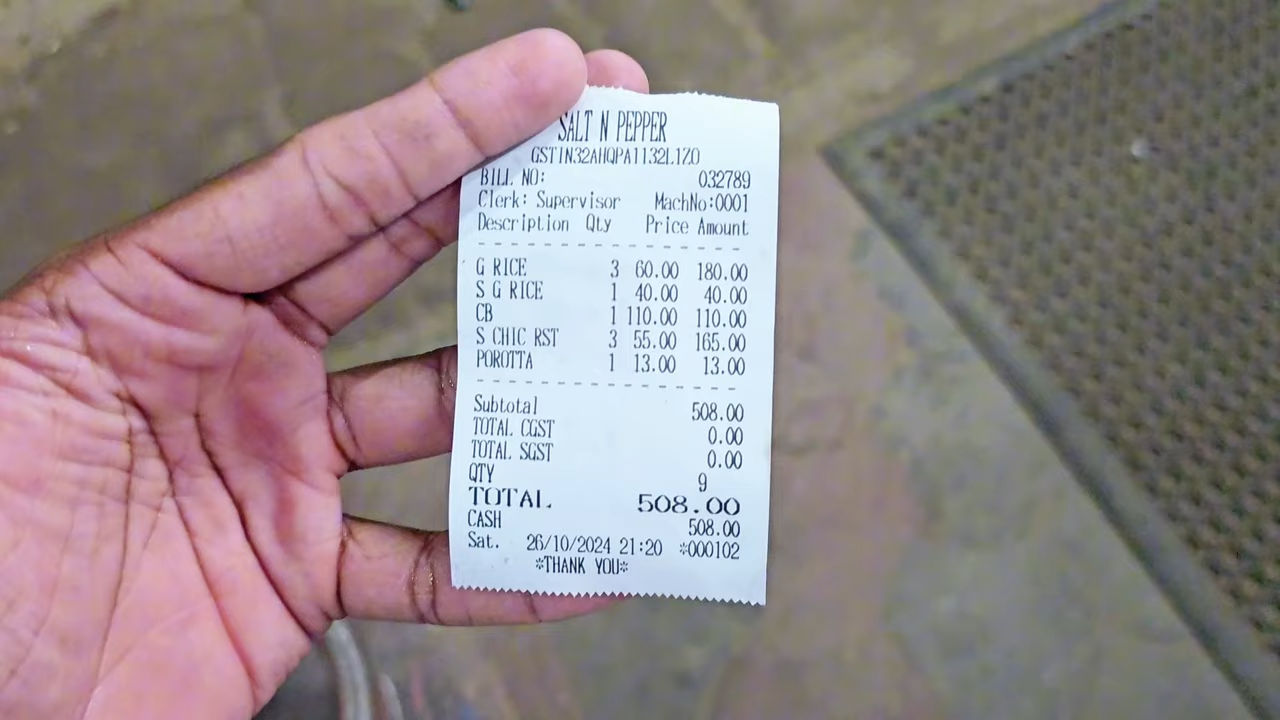 SALT N PEPPER
GSTIN32AHQPA1132L1ZO
BILL NO: 032789
Clerk: Supervisor MachNo:0001
Description Qty Price Amount
G RICE 3 60.00 180.00
S G RICE 1 40.00 40.00
CB 1 110.00 110.00
S CHIC RST 3 55.00 165.00
POROTTA 1 13.00 13.00
Subtotal 508.00
TOTAL CGST 0.00
TOTAL SGST 0.00
QTY 9
TOTAL 508.00
CASH 508.00
Sat. 26/10/2024 21:20 *000102
*THANK YOU*